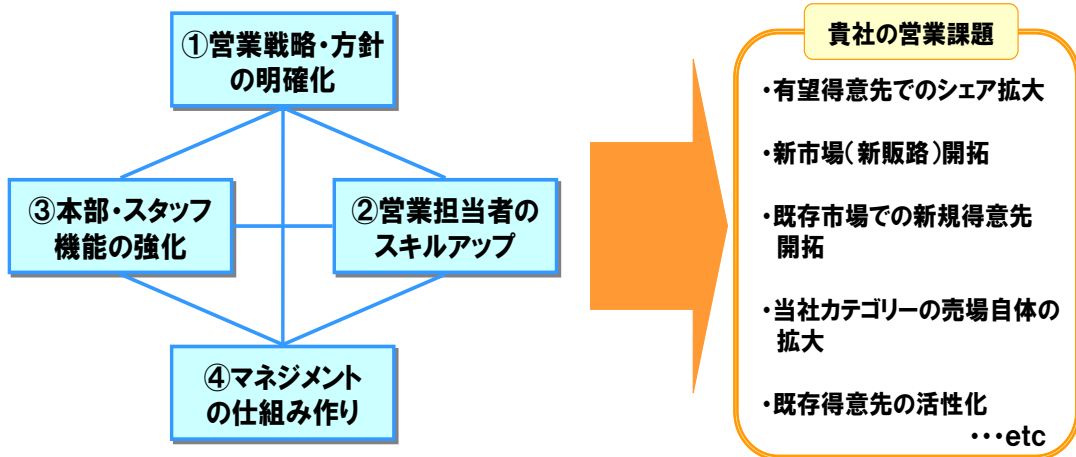 ①営業戦略・方針
の明確化
③本部・スタッフ
機能の強化
②営業担当者の
スキルアップ
④マネジメント
の仕組み作り
貴社の営業課題
・有望得意先でのシェア拡大
・新市場（新販路）開拓
・既存市場での新規得意先
開拓
・当社カテゴリーの売場自体の
拡大
・既存得意先の活性化
・・・etc